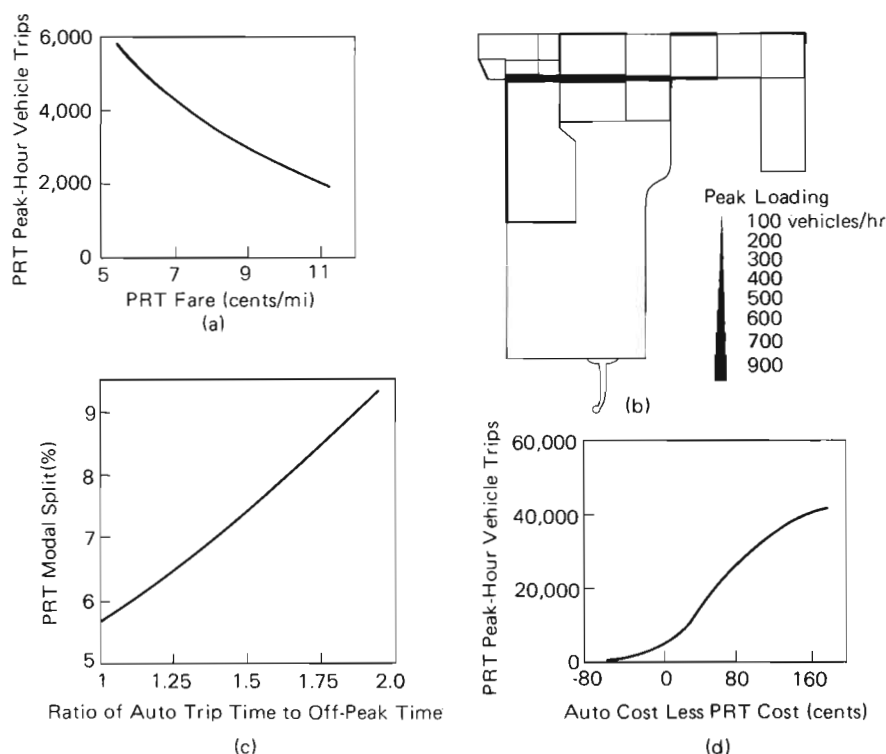 PRT Peak-Hour Vehicle Trips
6,000
4,000
2,000
0
5
7
9
11
PRT Fare (cents/mi)
(a)
Peak Loading
100 vehicles/hr
200
300
400
500
600
700
900
(b)
PRT Modal Split(%)
9
8
7
6
5
1
1.25
1.5
1.75
2.0
Ratio of Auto Trip Time to Off-Peak Time
(c)
PRT Peak-Hour Vehicle Trips
60,000
40,000
20,000
0
-80
0
80
160
Auto Cost Less PRT Cost (cents)
(d)